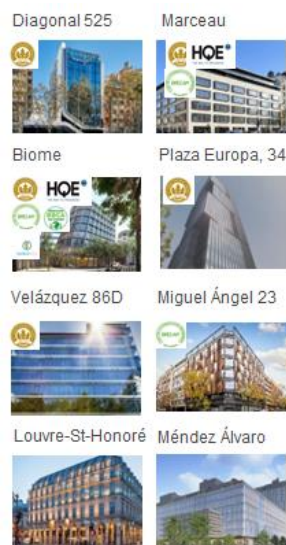 Diagonal 525 Marceau
HQE
Biome Plaza Europa, 34
HQE
Velázquez 86D Miguel Ángel 23
Louvre-St-Honoré Méndez Álvaro